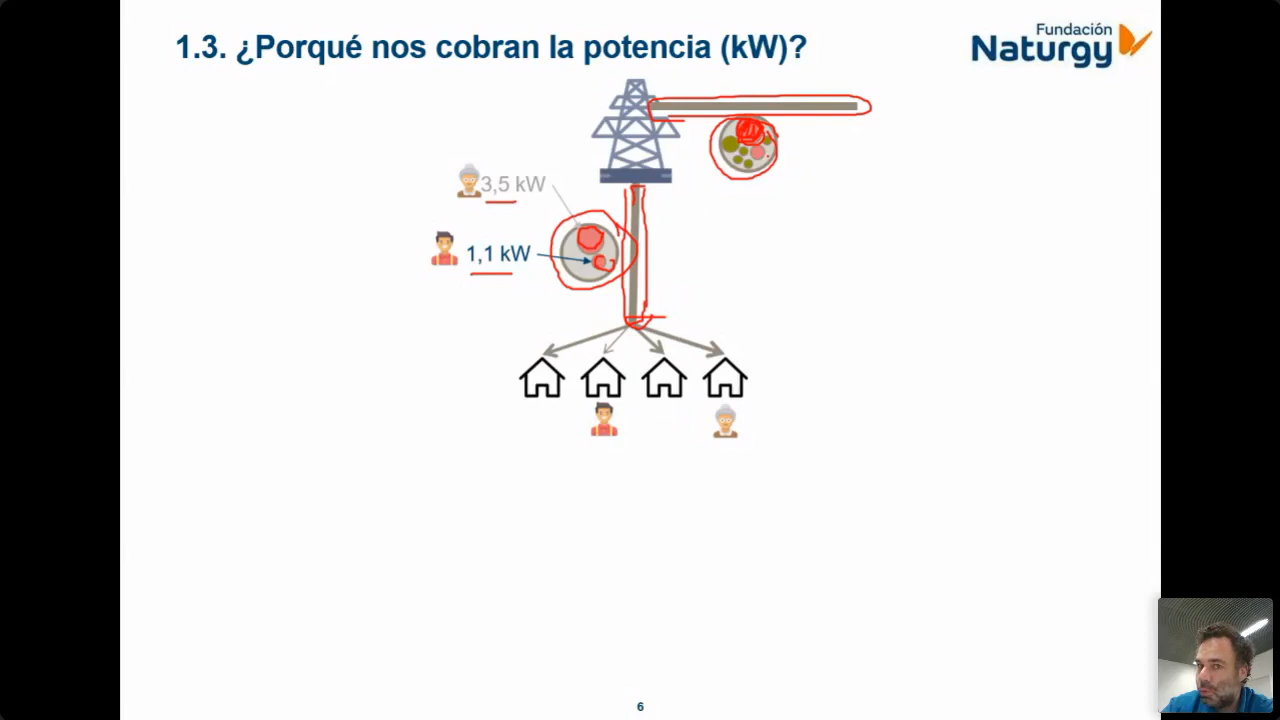 1.3. ¿Porqué nos cobran la potencia (kW)?
Fundación
Naturgy
3,5 kW
1,1 kW
6